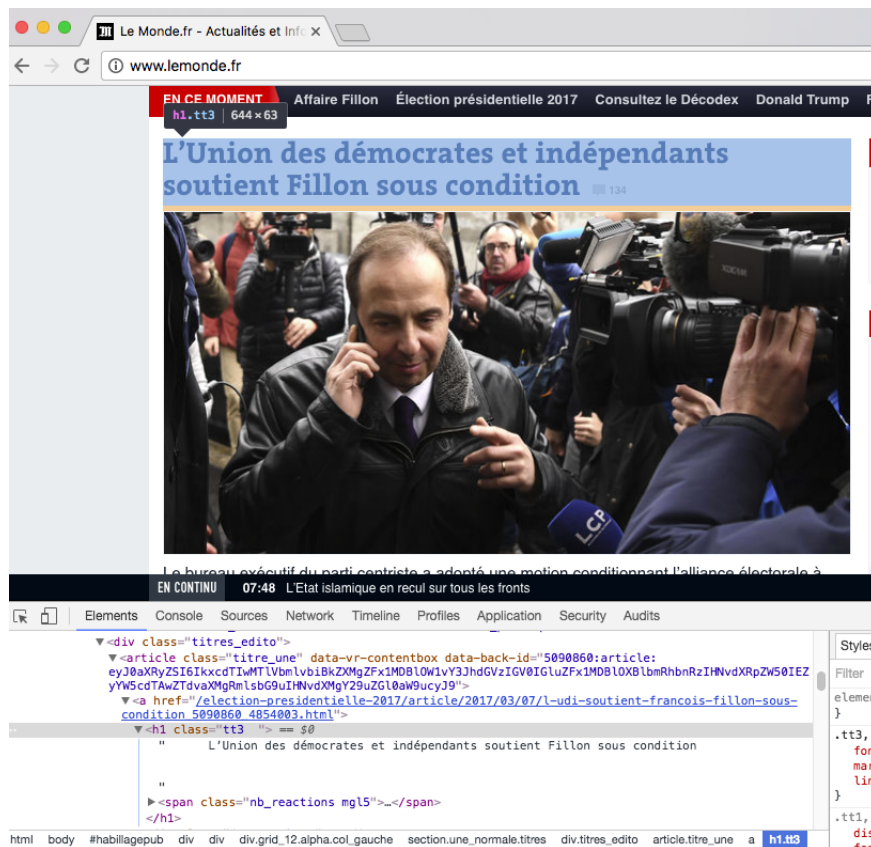 Le Monde.fr - Actualités et Info
www.lemonde.fr
EN CE MOMENT Affaire Fillon Élection présidentielle 2017 Consultez le Décodex Donald Trump
h1.tt3 644×63
L’Union des démocrates et indépendants
soutient Fillon sous condition 134
LCP
Le bureau exécutif du parti centriste a adopté une motion conditionnant l’alliance électorale à
EN CONTINU 07:48 L’Etat islamique en recul sur tous les fronts
Elements Console Sources Network Timeline Profiles Application Security Audits
<div class="titres_edito"> Styles
<article class="titre_une" data-vr-contentbox data-back-id="5090860:article:
eyJ0aXRyZSI6IkxcdTIwMTlVbmlvbiBkZXMgZFx1MDBlOW1vY3JhdGVzIGV0IGluZFx1MDBlOXBlbmRhbnRzIHNvdXRpZW50IEZ Filter
yYW5cdTAwZTdvaXMgRmlsbG9uIHNvdXMgY29uZGl0aW9ucyJ9">
<a href="/election-presidentielle-2017/article/2017/03/07/l-udi-soutient-francois-fillon-sous-
condition_5090860_4854003.html"> }
<h1 class="tt3 "> == $0 .tt3,
" L'Union des démocrates et indépendants soutient Fillon sous condition
"
<span class="nb_reactions mgl5">…</span> }
</h1> .tt1,
html body #habillagepub div div div.grid_12.alpha.col_gauche section.une_normale.titres div.titres_edito article.titre_une a h1.tt3